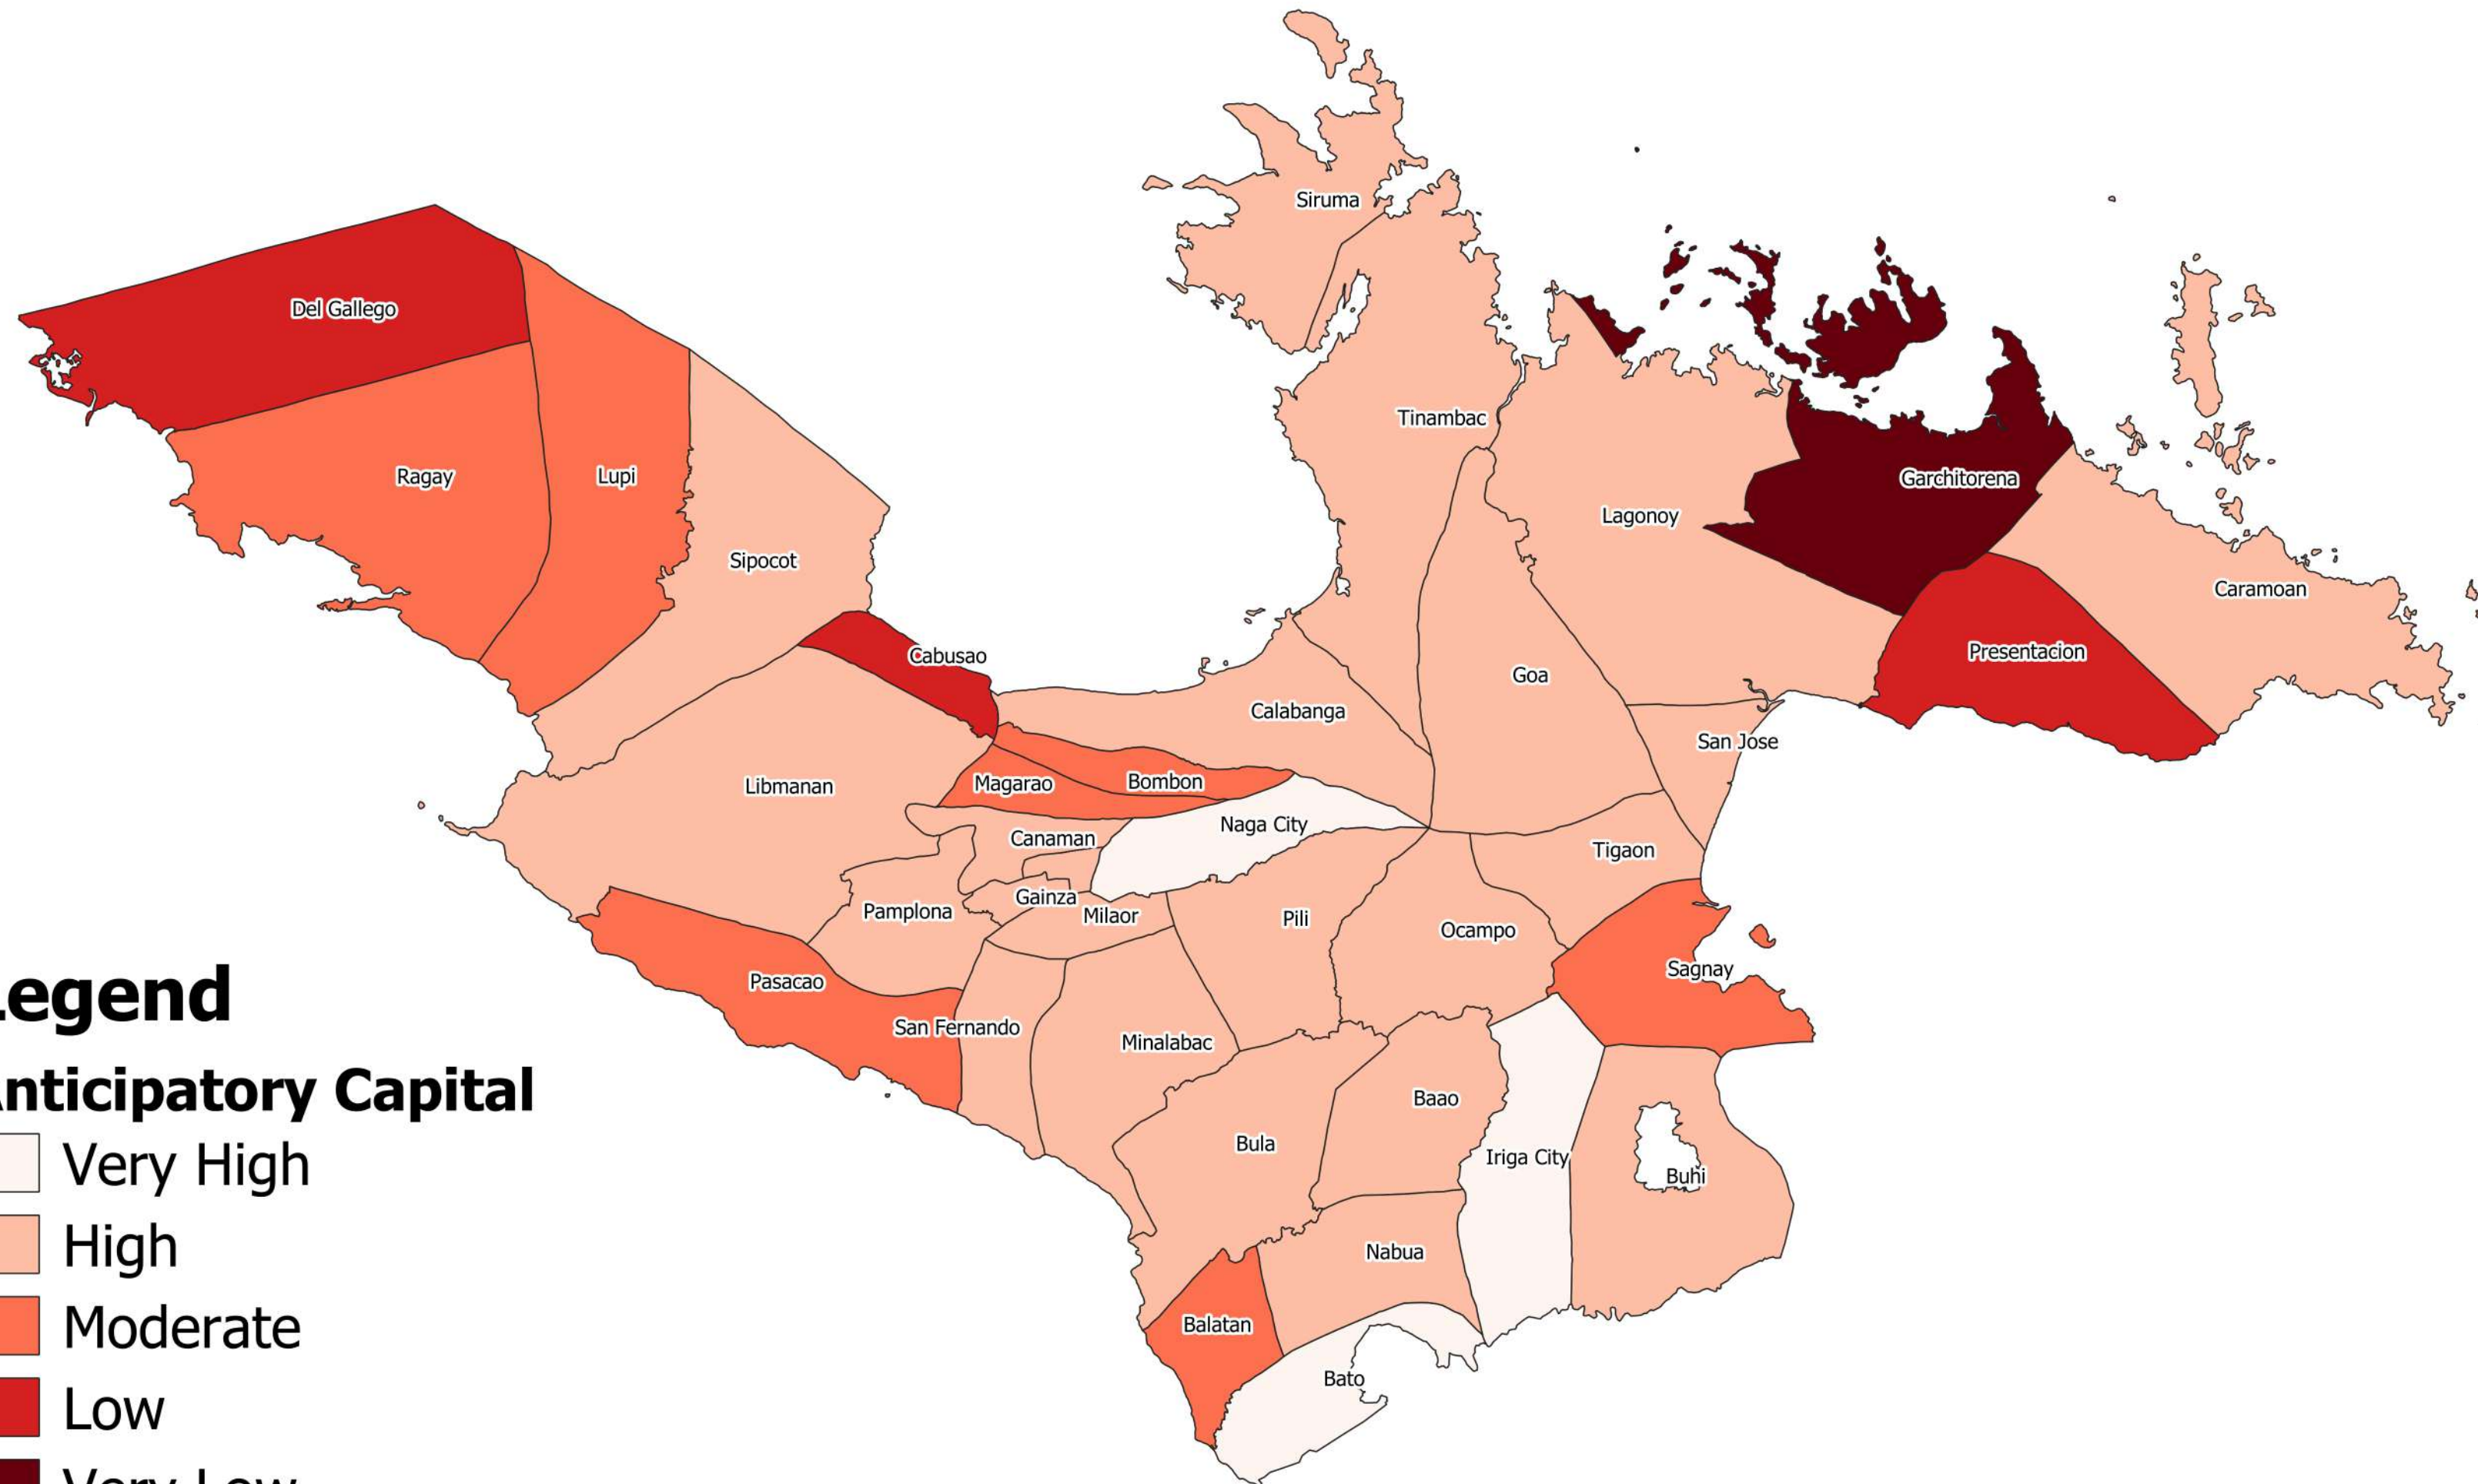 Siruma
Del Gallego
Tinambac
Ragay
Lupi
Garchitorena
Lagonoy
Sipocot
Caramoan
Cabusao
Presentacion
Goa
Calabanga
San Jose
Bombon
Magarao
Libmanan
Naga City
Canaman
Tigaon
Gainza
Pamplona
Milaor
Pili
Ocampo
Sagnay
Pasacao
San Fernando
Minalabac
Baao
Bula
Iriga City
Buhi
Nabua
Balatan
Bato
Legend
Anticipatory Capital
Very High
High
Moderate
Low
Very Low